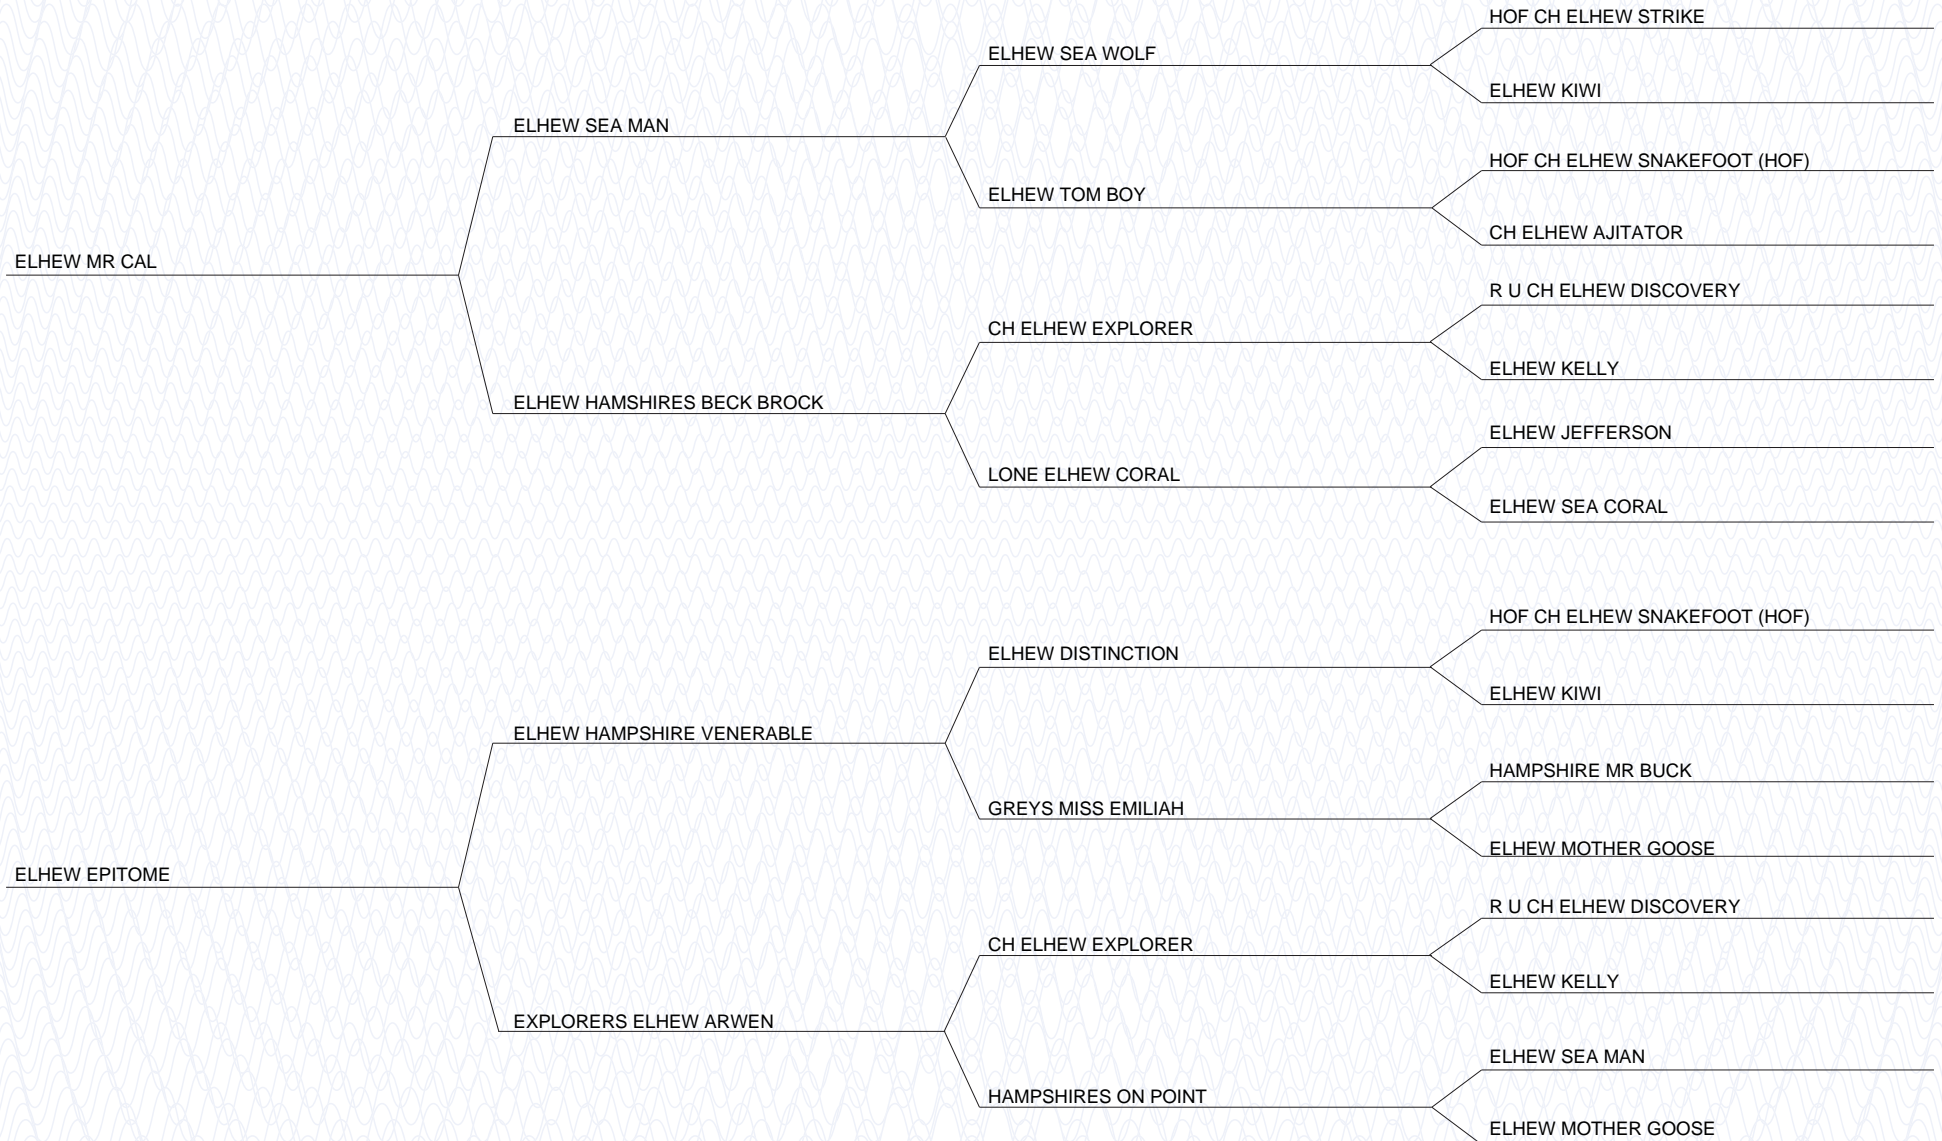 HOF CH ELHEW STRIKE
ELHEW SEA WOLF
ELHEW KIWI
ELHEW SEA MAN
HOF CH ELHEW SNAKEFOOT (HOF)
ELHEW TOM BOY
CH ELHEW AJITATOR
ELHEW MR CAL
R U CH ELHEW DISCOVERY
CH ELHEW EXPLORER
ELHEW KELLY
ELHEW HAMSHIRES BECK BROCK
ELHEW JEFFERSON
LONE ELHEW CORAL
ELHEW SEA CORAL
HOF CH ELHEW SNAKEFOOT (HOF)
ELHEW DISTINCTION
ELHEW KIWI
ELHEW HAMPSHIRE VENERABLE
HAMPSHIRE MR BUCK
GREYS MISS EMILIAH
ELHEW MOTHER GOOSE
ELHEW EPITOME
R U CH ELHEW DISCOVERY
CH ELHEW EXPLORER
ELHEW KELLY
EXPLORERS ELHEW ARWEN
ELHEW SEA MAN
HAMPSHIRES ON POINT
ELHEW MOTHER GOOSE